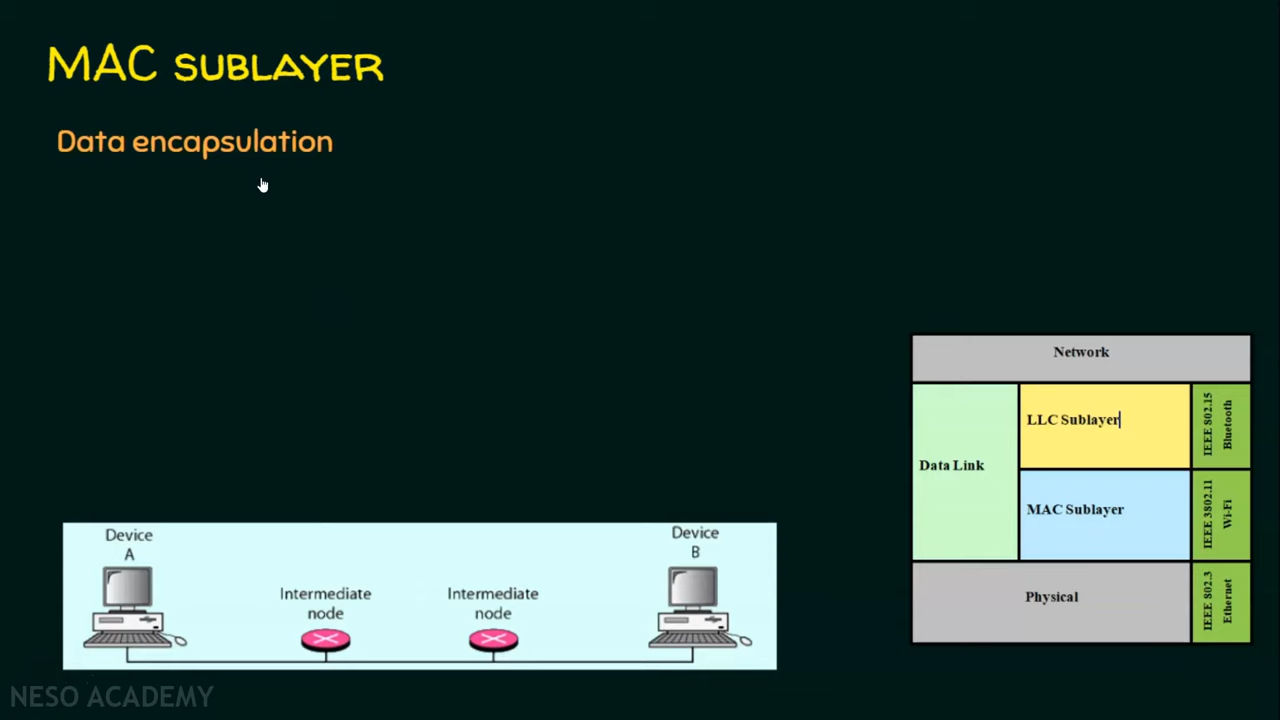 MAC SUBLAYER
Data encapsulation
Network
LLC Sublayer
Data Link
MAC Sublayer
Physical
IEEE 802.15
Bluetooth
IEEE 3802.11
Wi-Fi
IEEE 802.3
Ethernet
Device
A
Intermediate
node
Intermediate
node
Device
B
NESO ACADEMY